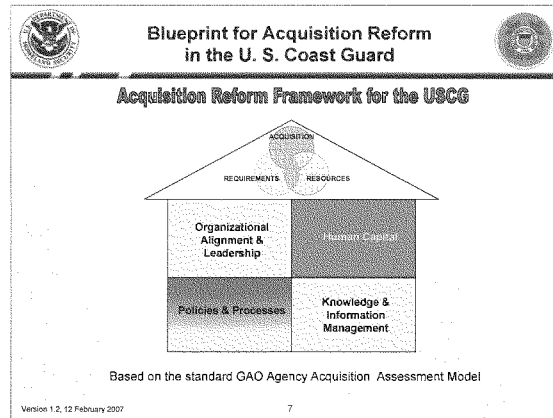 Blueprint for Acquisition Reform
in the U. S. Coast Guard
Acquisition Reform Framework for the USCG
ACQUISITION
REQUIREMENTS
RESOURCES
Organizational
Alignment &
Leadership
Human Capital
Policies & Processes
Knowledge &
Information
Management
Based on the standard GAO Agency Acquisition Assessment Model
Version 1.2, 12 February 2007
7